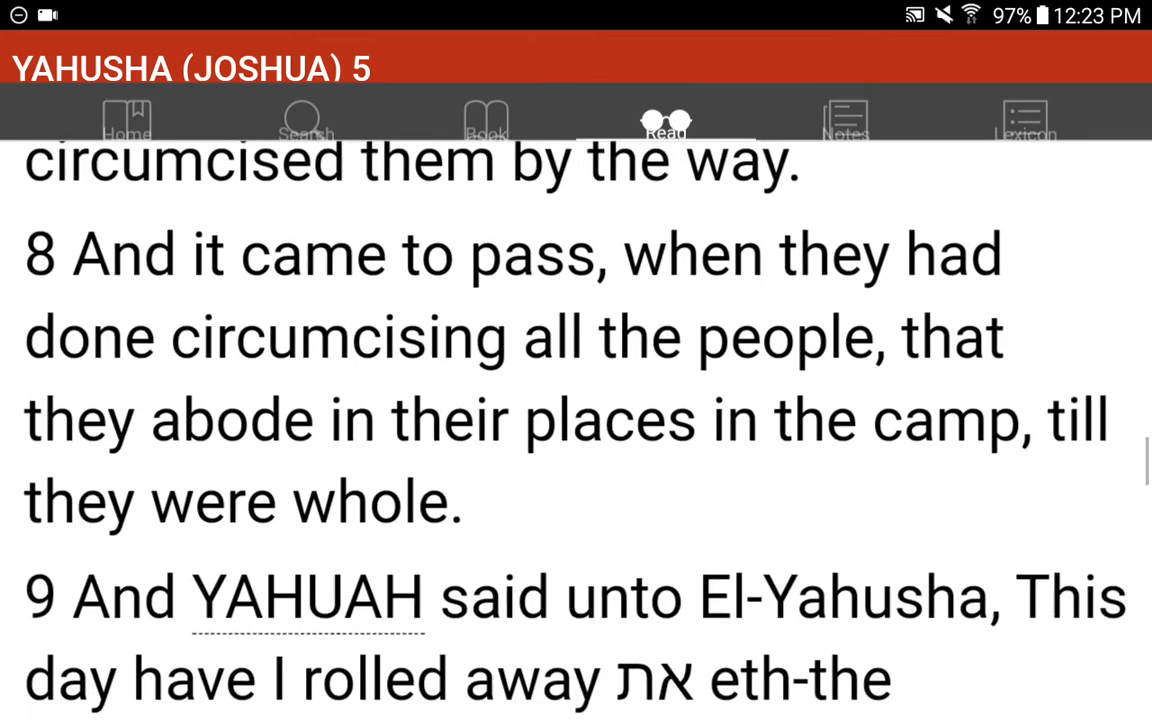 97% 12:23 PM
YAHUSHA (JOSHUA) 5
Home Search Book Read Notes Lexicon
circumcised them by the way.
8 And it came to pass, when they had
done circumcising all the people, that
they abode in their places in the camp, till
they were whole.
9 And YAHUAH said unto El-Yahusha, This
day have I rolled away את eth-the